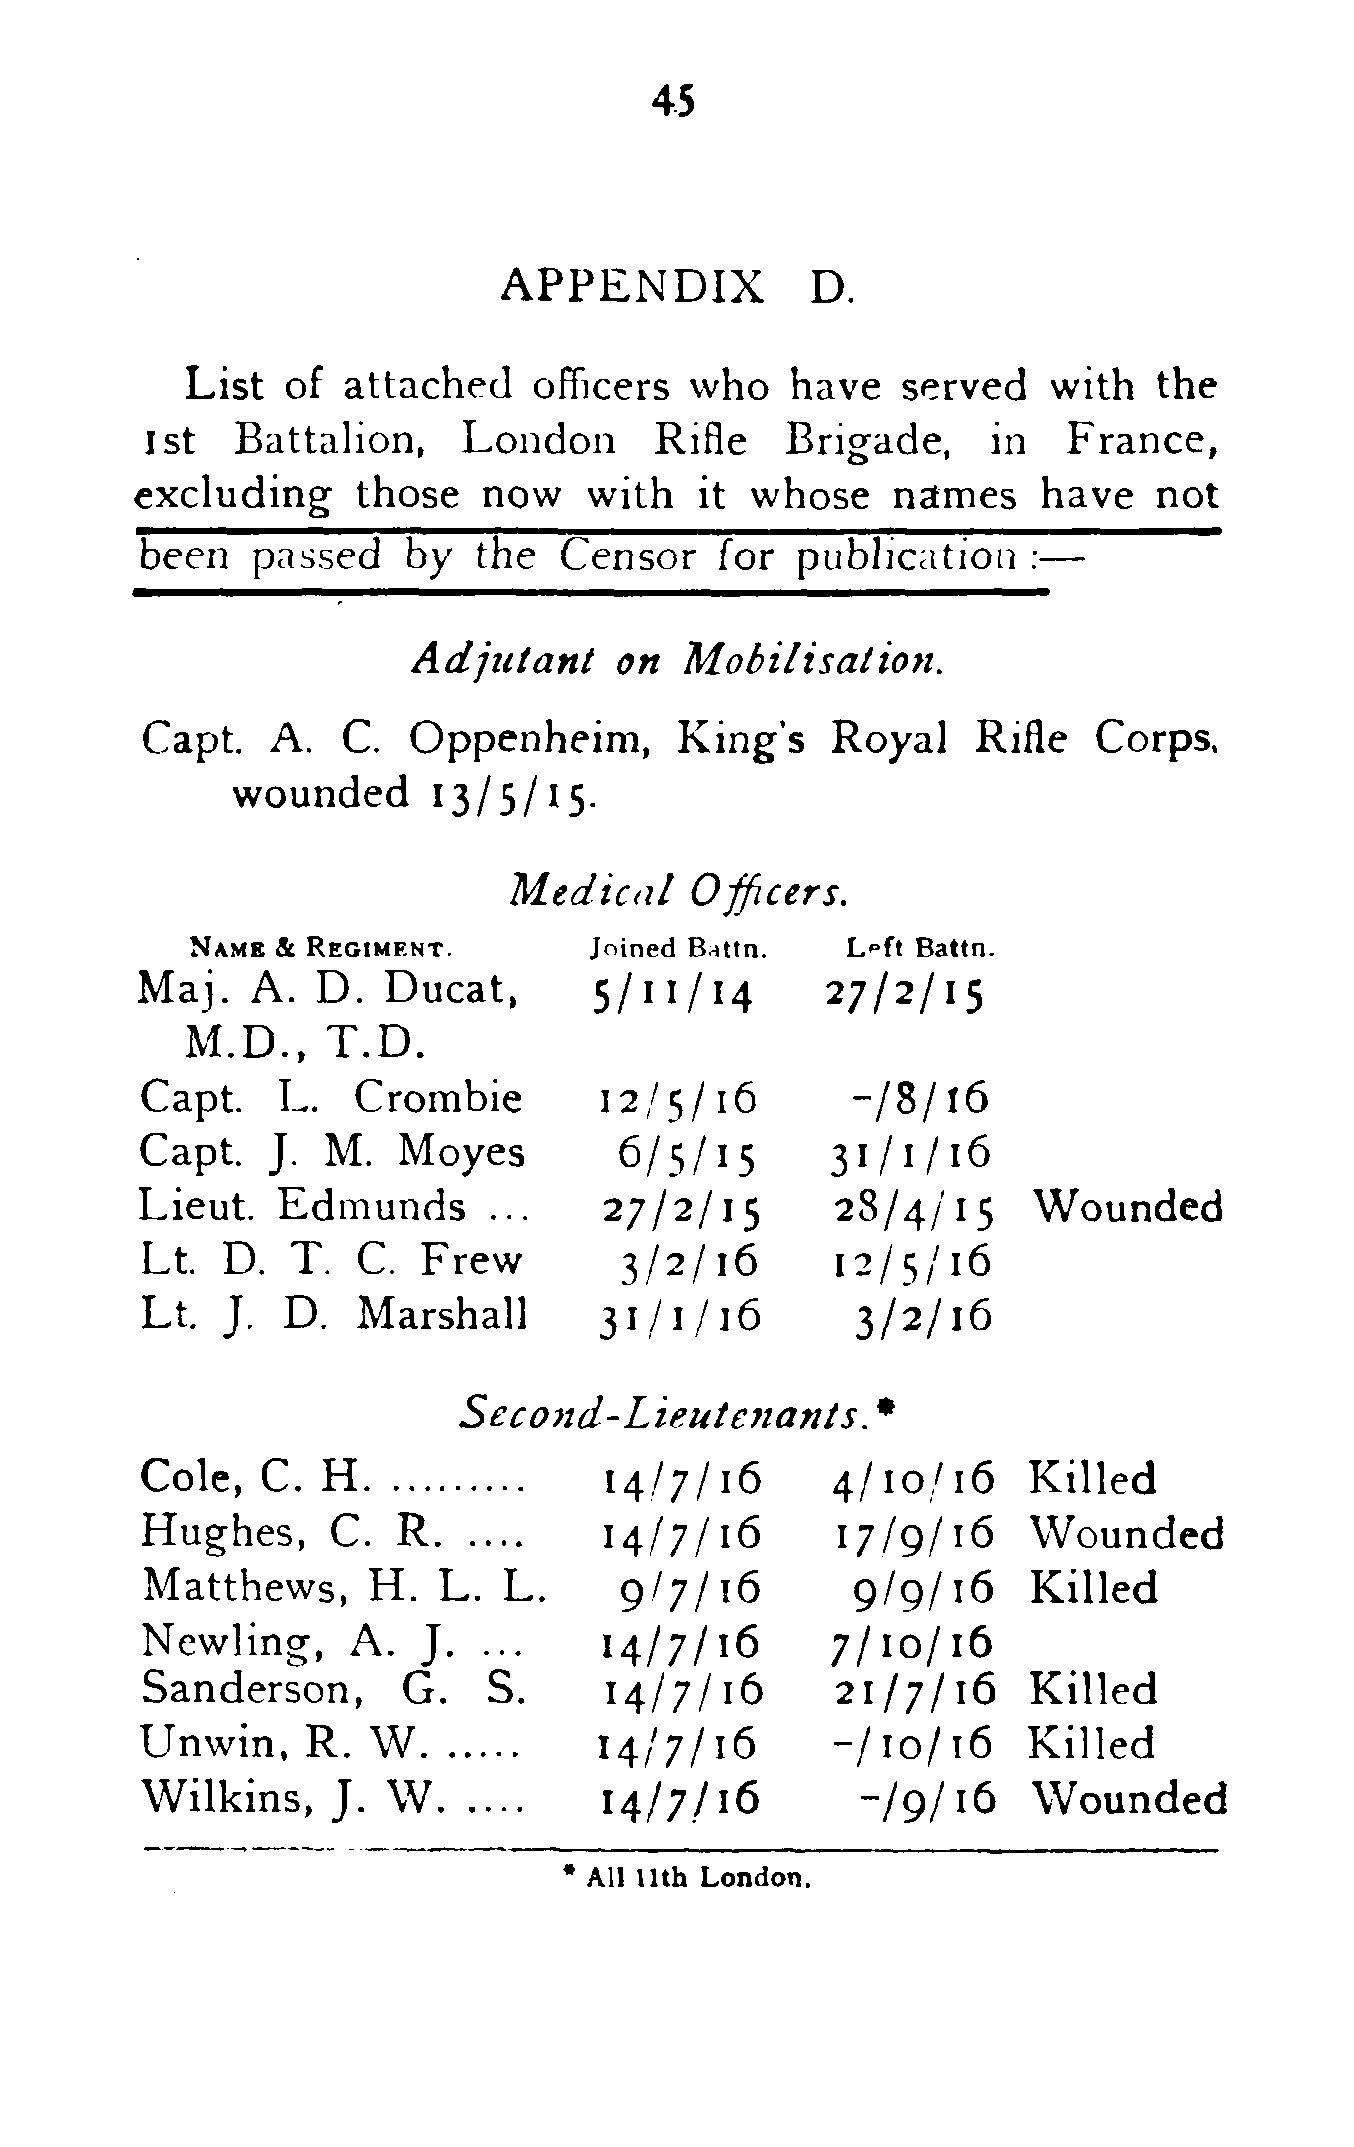 45
APPENDIX D.
List of attached officers who have served with the
1st Battalion, London Rifle Brigade, in France,
excluding those now with it whose names have not
been passed by the Censor for publication :—
Adjutant on Mobilisation.
Capt. A. C. Oppenheim, King's Royal Rifle Corps,
wounded 13/5/15.
Medical Officers.
NAME & REGIMENT. Joined Battn. Left Battn.
Maj. A. D. Ducat, 5/11/14 27/2/15
M.D., T.D.
Capt. L. Crombie 12/5/16 -/8/16
Capt. J. M. Moyes 6/5/15 31/1/16
Lieut. Edmunds ... 27/2/15 28/4/15 Wounded
Lt. D. T. C. Frew 3/2/16 12/5/16
Lt. J. D. Marshall 31/1/16 3/2/16
Second-Lieutenants.*
Cole, C. H. ......... 14/7/16 4/10/16 Killed
Hughes, C. R. .... 14/7/16 17/9/16 Wounded
Matthews, H. L. L. 9/7/16 9/9/16 Killed
Newling, A. J. ... 14/7/16 7/10/16
Sanderson, G. S. 14/7/16 21/7/16 Killed
Unwin, R. W. ..... 14/7/16 -/10/16 Killed
Wilkins, J. W. .... 14/7/16 -/9/16 Wounded
* All 11th London.